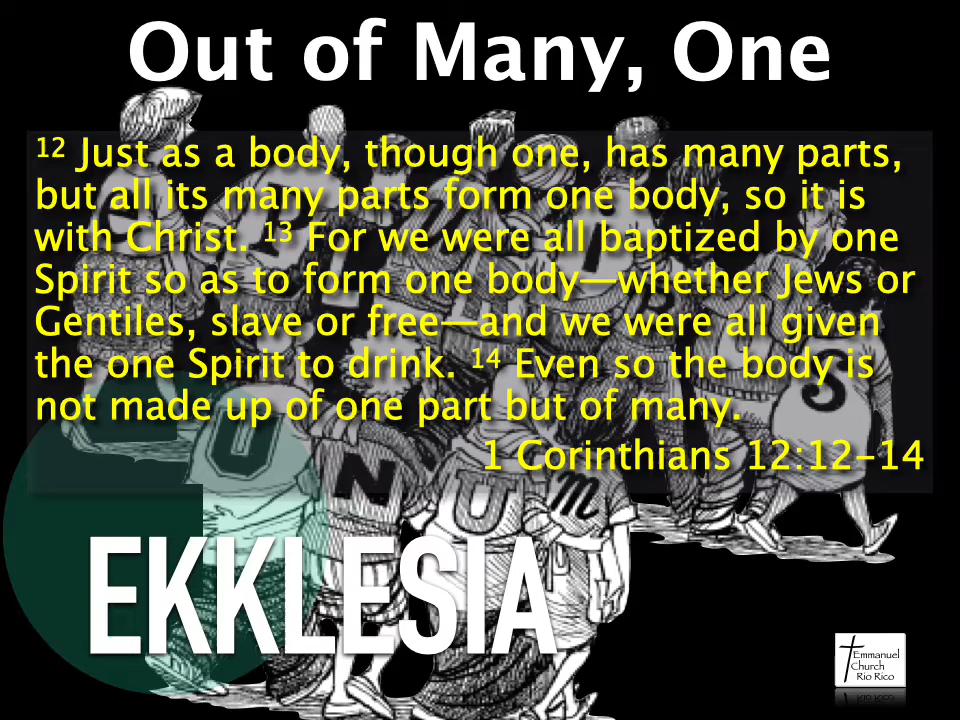 Out of Many, One
12 Just as a body, though one, has many parts,
but all its many parts form one body, so it is
with Christ. 13 For we were all baptized by one
Spirit so as to form one body—whether Jews or
Gentiles, slave or free—and we were all given
the one Spirit to drink. 14 Even so the body is
not made up of one part but of many.
1 Corinthians 12:12-14
U
N
U
m
S
EKKLESIA
Emmanuel
Church
Rio Rico